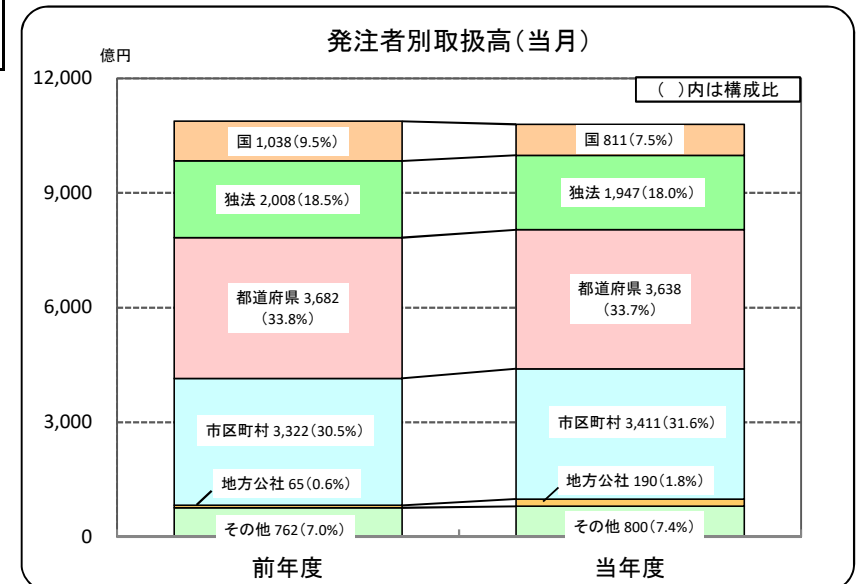 発注者別取扱高(当月)
億円
( )内は構成比
12,000
9,000
6,000
3,000
0
国 1,038(9.5%)
独法 2,008(18.5%)
都道府県 3,682
(33.8%)
市区町村 3,322(30.5%)
地方公社 65(0.6%)
その他 762(7.0%)
国 811(7.5%)
独法 1,947(18.0%)
都道府県 3,638
(33.7%)
市区町村 3,411(31.6%)
地方公社 190(1.8%)
その他 800(7.4%)
前年度
当年度